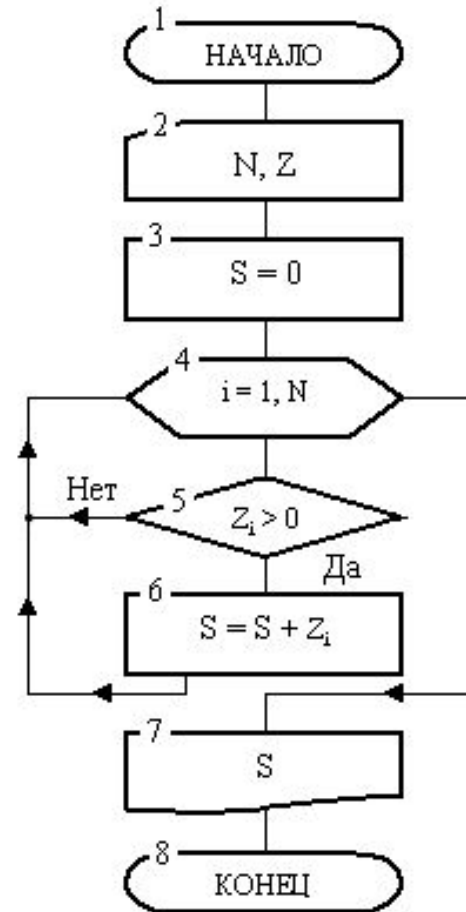 1
НАЧАЛО
2
N, Z
3
S = 0
4
i = 1, N
Нет
5
Zᵢ > 0
Да
6
S = S + Zᵢ
7
S
8
КОНЕЦ